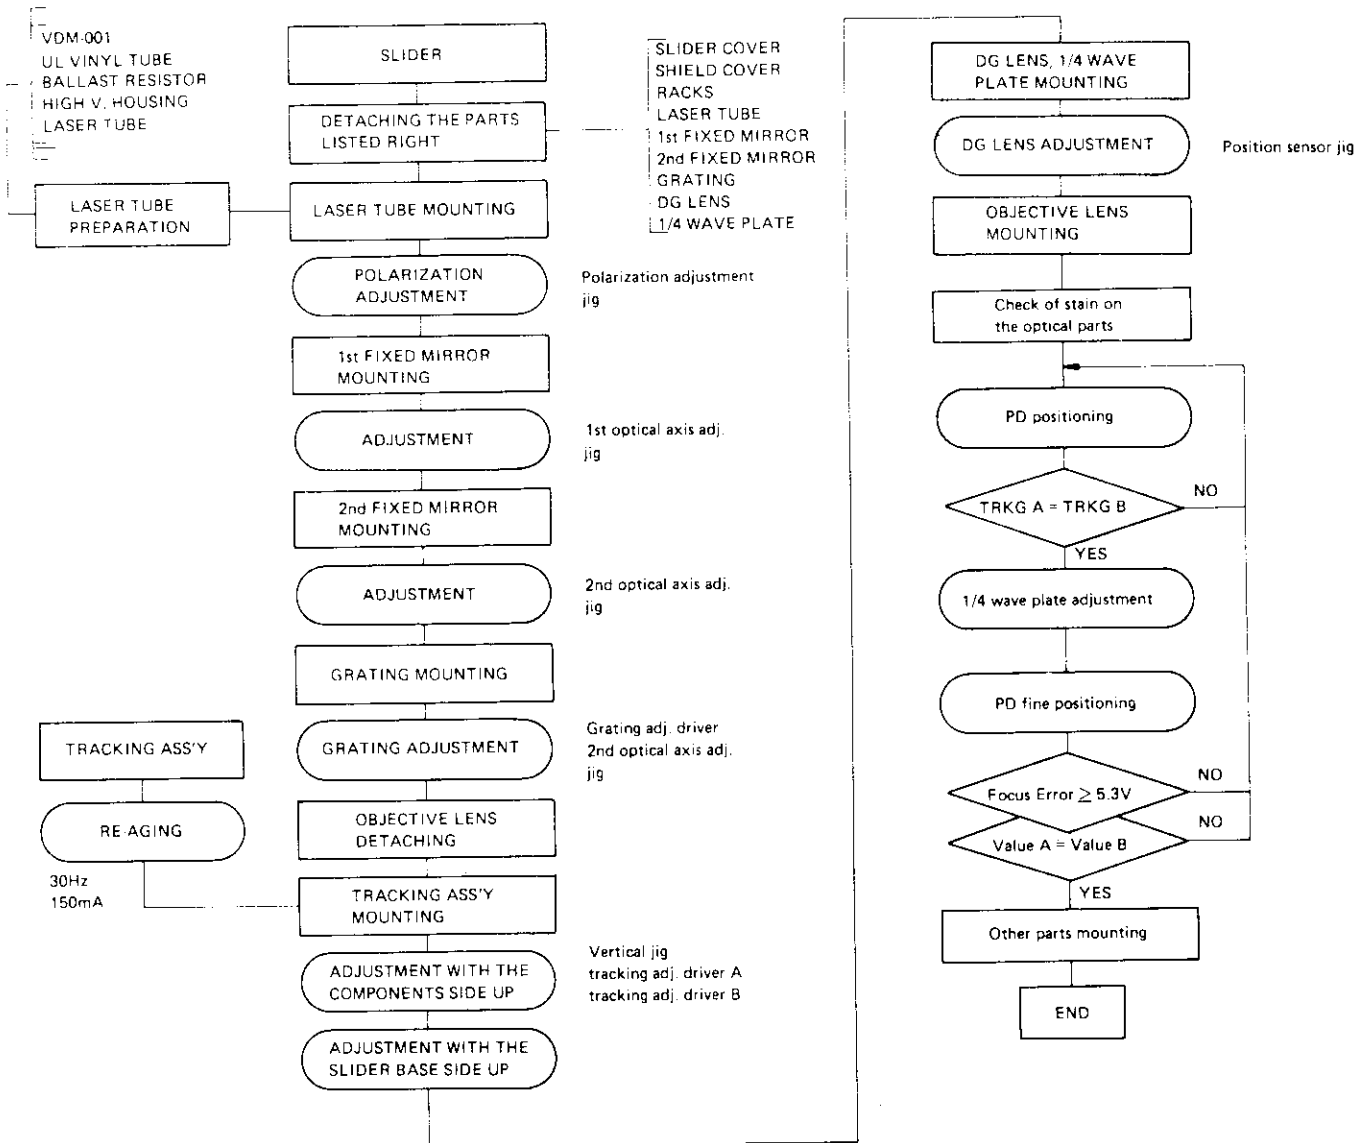 VDM-001
UL VINYL TUBE
BALLAST RESISTOR
HIGH V. HOUSING
LASER TUBE
SLIDER
DETACHING THE PARTS
LISTED RIGHT
SLIDER COVER
SHIELD COVER
RACKS
LASER TUBE
1st FIXED MIRROR
2nd FIXED MIRROR
GRATING
DG LENS
1/4 WAVE PLATE
LASER TUBE
PREPARATION
LASER TUBE MOUNTING
POLARIZATION
ADJUSTMENT
Polarization adjustment
jig
1st FIXED MIRROR
MOUNTING
ADJUSTMENT
1st optical axis adj.
jig
2nd FIXED MIRROR
MOUNTING
ADJUSTMENT
2nd optical axis adj.
jig
GRATING MOUNTING
GRATING ADJUSTMENT
Grating adj. driver
2nd optical axis adj.
jig
TRACKING ASS'Y
RE-AGING
30Hz
150mA
OBJECTIVE LENS
DETACHING
TRACKING ASS'Y
MOUNTING
ADJUSTMENT WITH THE
COMPONENTS SIDE UP
Vertical jig
tracking adj. driver A
tracking adj. driver B
ADJUSTMENT WITH THE
SLIDER BASE SIDE UP
DG LENS, 1/4 WAVE
PLATE MOUNTING
DG LENS ADJUSTMENT
Position sensor jig
OBJECTIVE LENS
MOUNTING
Check of stain on
the optical parts
PD positioning
TRKG A = TRKG B
NO
YES
1/4 wave plate adjustment
PD fine positioning
Focus Error ≥ 5.3V
NO
Value A = Value B
NO
YES
Other parts mounting
END